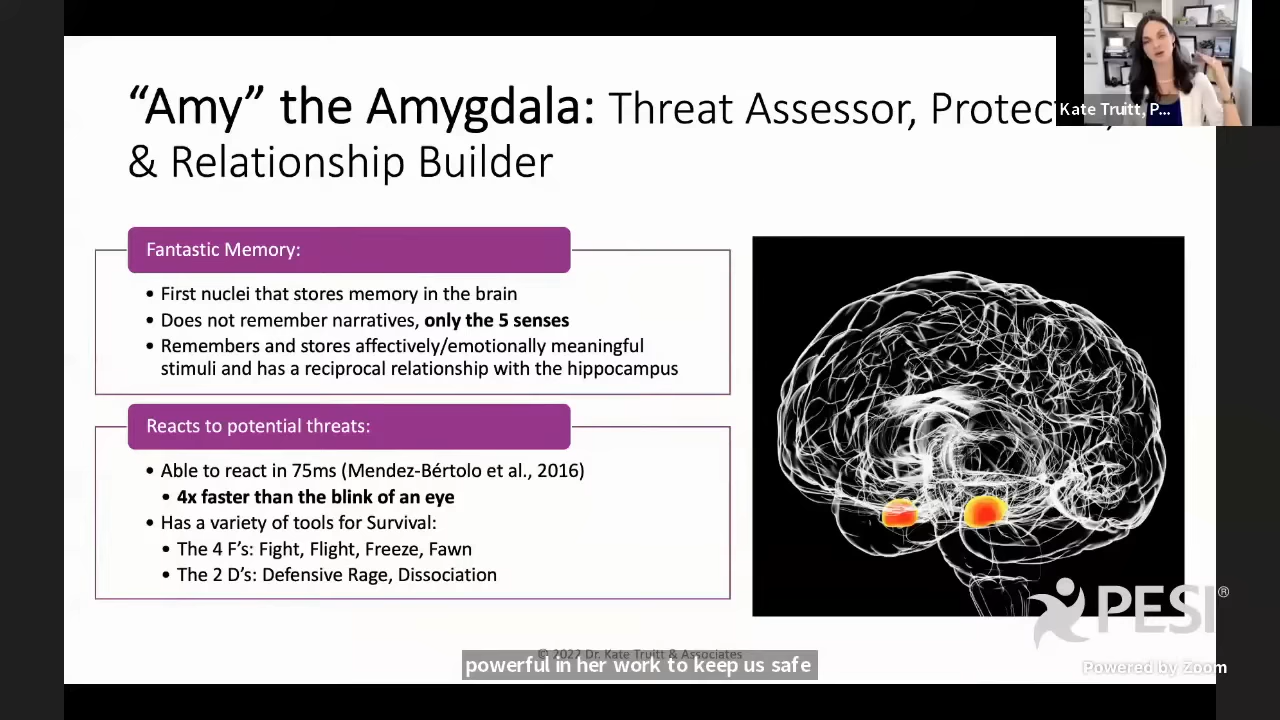 “Amy” the Amygdala: Threat Assessor, Protec
& Relationship Builder
Kate Truitt, P...
Fantastic Memory:
• First nuclei that stores memory in the brain
• Does not remember narratives, only the 5 senses
• Remembers and stores affectively/emotionally meaningful
stimuli and has a reciprocal relationship with the hippocampus
Reacts to potential threats:
• Able to react in 75ms (Mendez-Bértolo et al., 2016)
• 4x faster than the blink of an eye
• Has a variety of tools for Survival:
• The 4 F’s: Fight, Flight, Freeze, Fawn
• The 2 D’s: Defensive Rage, Dissociation
PESI®
© 2022 Dr. Kate Truitt & Associates
powerful in her work to keep us safe
Powered by Zoom